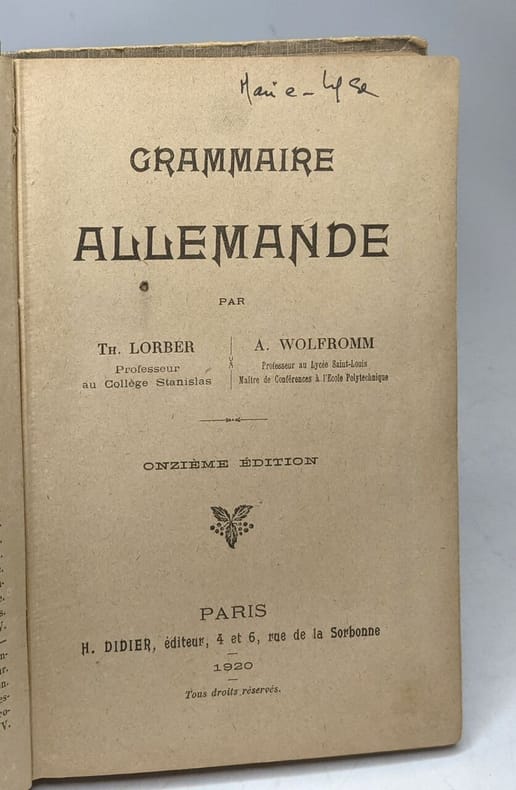 Marie-Lyse
GRAMMAIRE
ALLEMANDE
PAR
TH. LORBER
Professeur
au Collège Stanislas
A. WOLFROMM
Professeur au Lycée Saint-Louis
Maître de Conférences à l'Ecole Polytechnique
ONZIÈME ÉDITION
PARIS
H. DIDIER, éditeur, 4 et 6, rue de la Sorbonne
1920
Tous droits réservés.